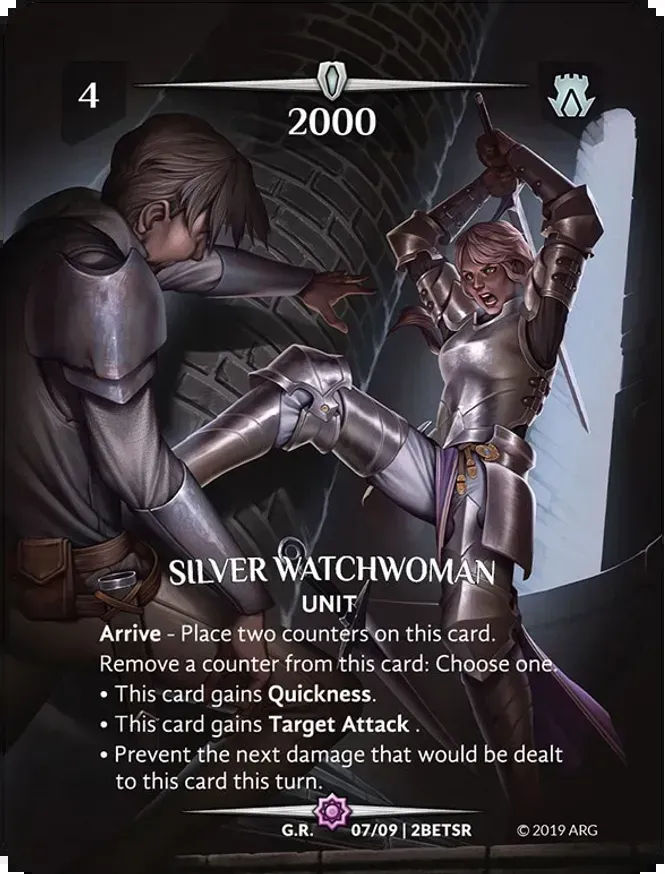 4
2000
SILVER WATCHWOMAN
UNIT
Arrive - Place two counters on this card.
Remove a counter from this card: Choose one.
• This card gains Quickness.
• This card gains Target Attack .
• Prevent the next damage that would be dealt
to this card this turn.
G.R. 07/09 | 2BETSR © 2019 ARG